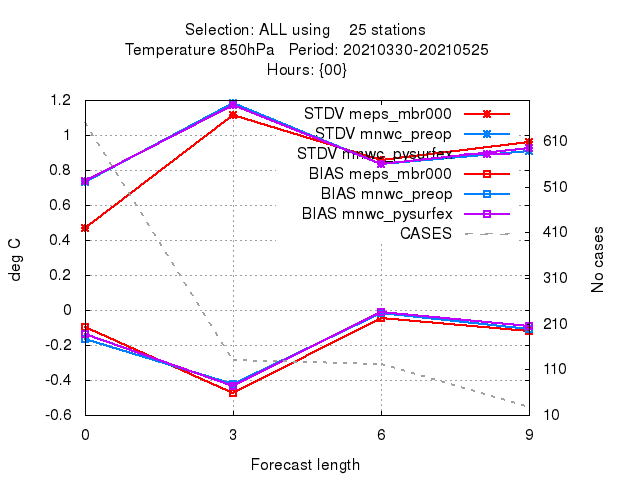 Selection: ALL using 25 stations
Temperature 850hPa Period: 20210330-20210525
Hours: {00}
1.2
1
0.8
0.6
0.4
0.2
0
-0.2
-0.4
-0.6
deg C
STDV meps_mbr000
STDV mnwc_preop
STDV mnwc_pysurfex
BIAS meps_mbr000
BIAS mnwc_preop
BIAS mnwc_pysurfex
CASES
610
510
410
310
210
110
10
No cases
0 3 6 9
Forecast length